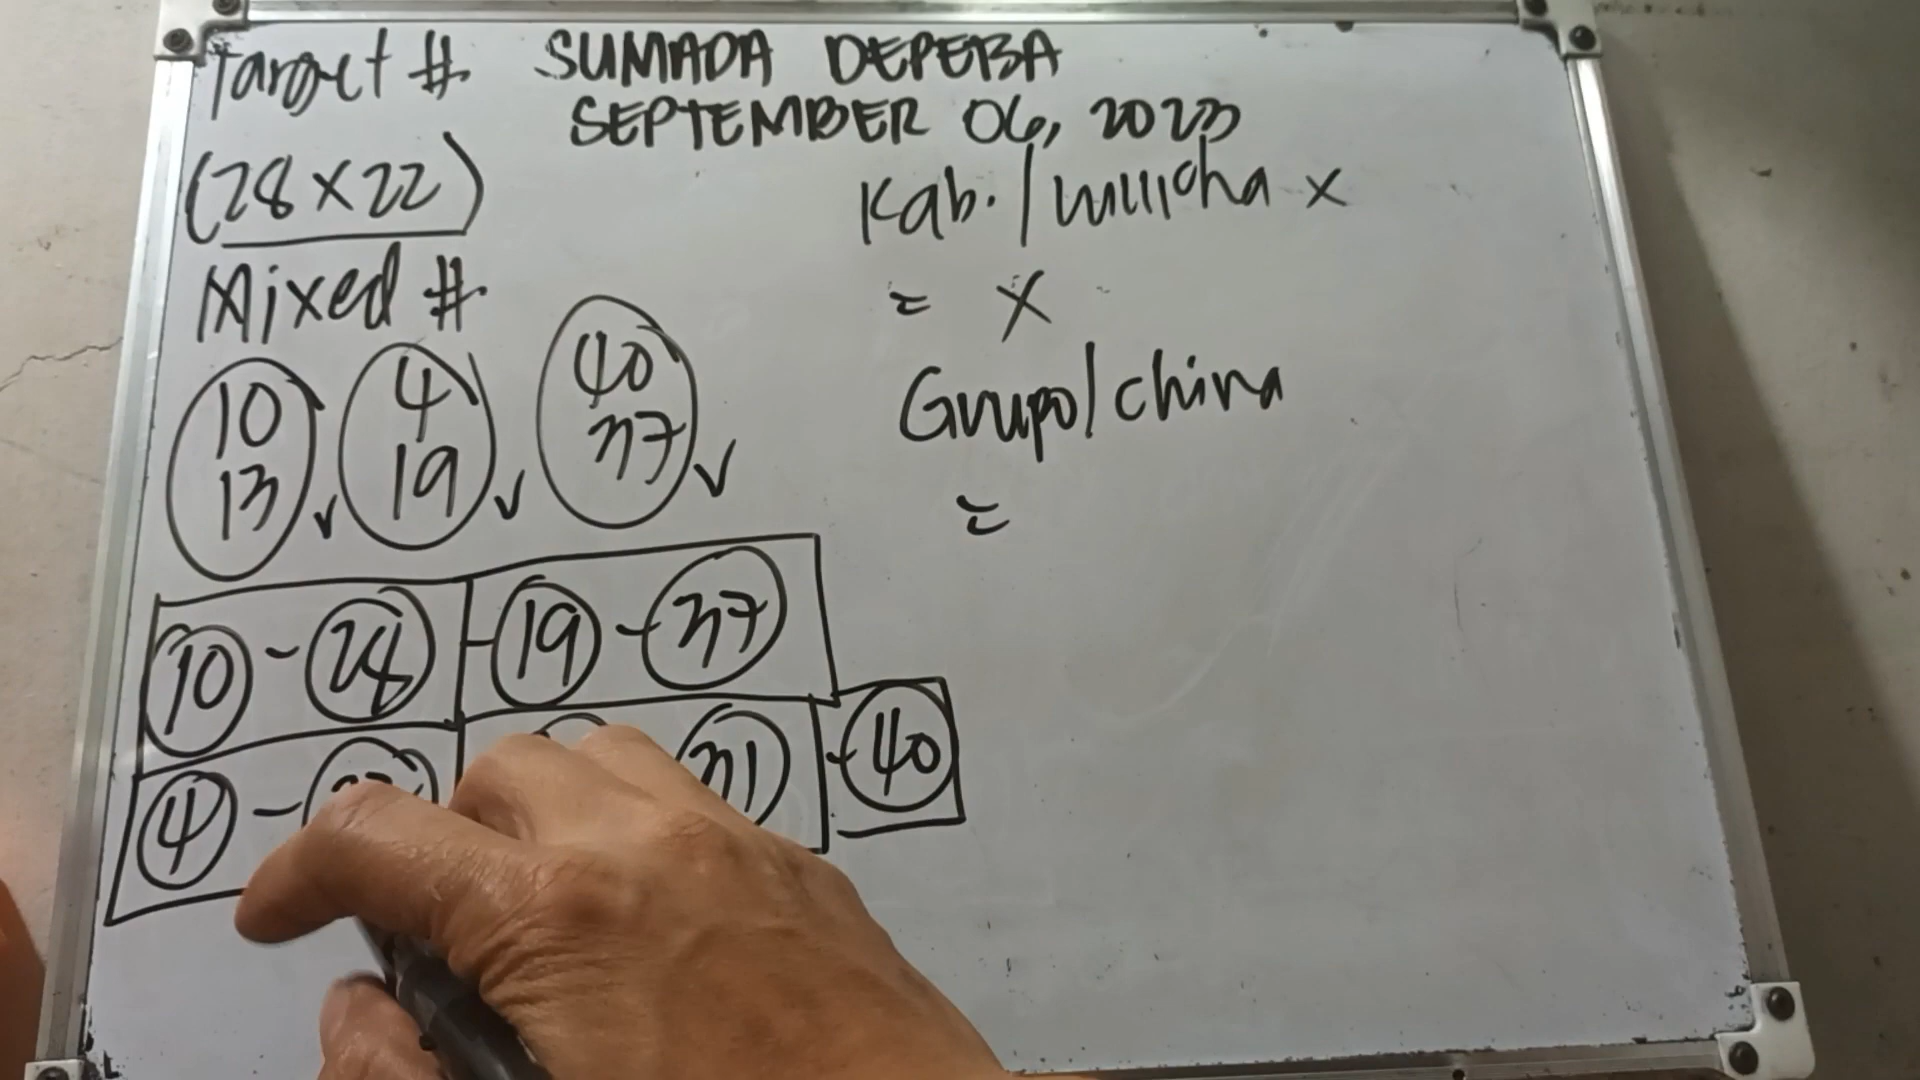 Target # SUMADA DEPEBA
SEPTEMBER 06, 2023
(28 x 22)
Kab. / x
Mixed #
= x
10 4 40
13 19 37
Grupo/china
=
10 - 28 - 19 - 37
4 - 31 - 40